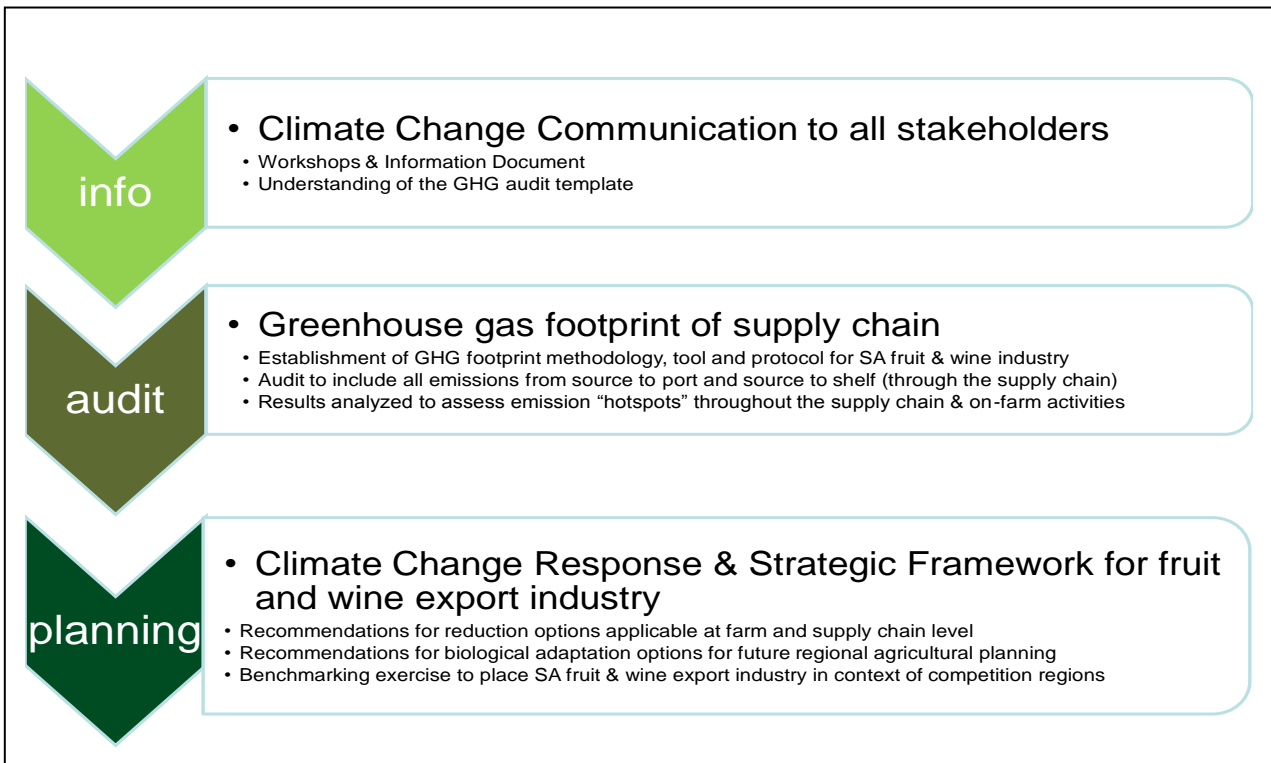 info
• Climate Change Communication to all stakeholders
• Workshops & Information Document
• Understanding of the GHG audit template
audit
• Greenhouse gas footprint of supply chain
• Establishment of GHG footprint methodology, tool and protocol for SA fruit & wine industry
• Audit to include all emissions from source to port and source to shelf (through the supply chain)
• Results analyzed to assess emission “hotspots” throughout the supply chain & on-farm activities
planning
• Climate Change Response & Strategic Framework for fruit
and wine export industry
• Recommendations for reduction options applicable at farm and supply chain level
• Recommendations for biological adaptation options for future regional agricultural planning
• Benchmarking exercise to place SA fruit & wine export industry in context of competition regions